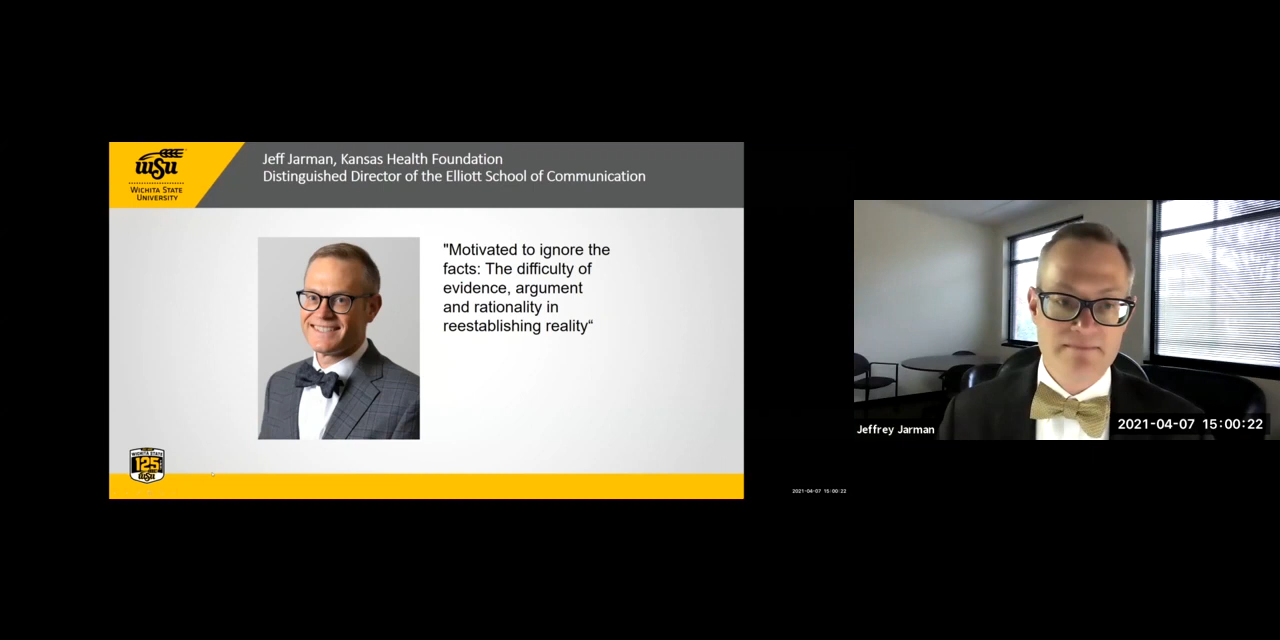 wsu
WICHITA STATE
UNIVERSITY
Jeff Jarman, Kansas Health Foundation
Distinguished Director of the Elliott School of Communication
"Motivated to ignore the
facts: The difficulty of
evidence, argument
and rationality in
reestablishing reality“
WICHITA STATE
125
wsu
Jeffrey Jarman
2021-04-07 15:00:22
2021-04-07 15:00:22